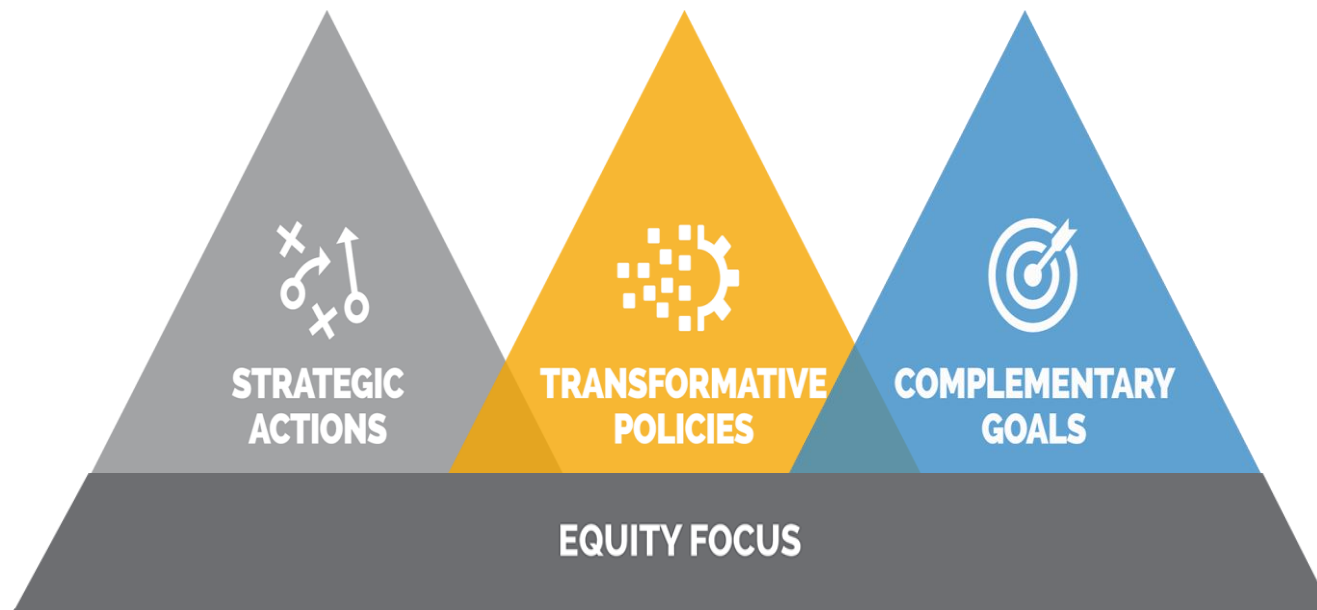 STRATEGIC
ACTIONS
TRANSFORMATIVE
POLICIES
COMPLEMENTARY
GOALS
EQUITY FOCUS